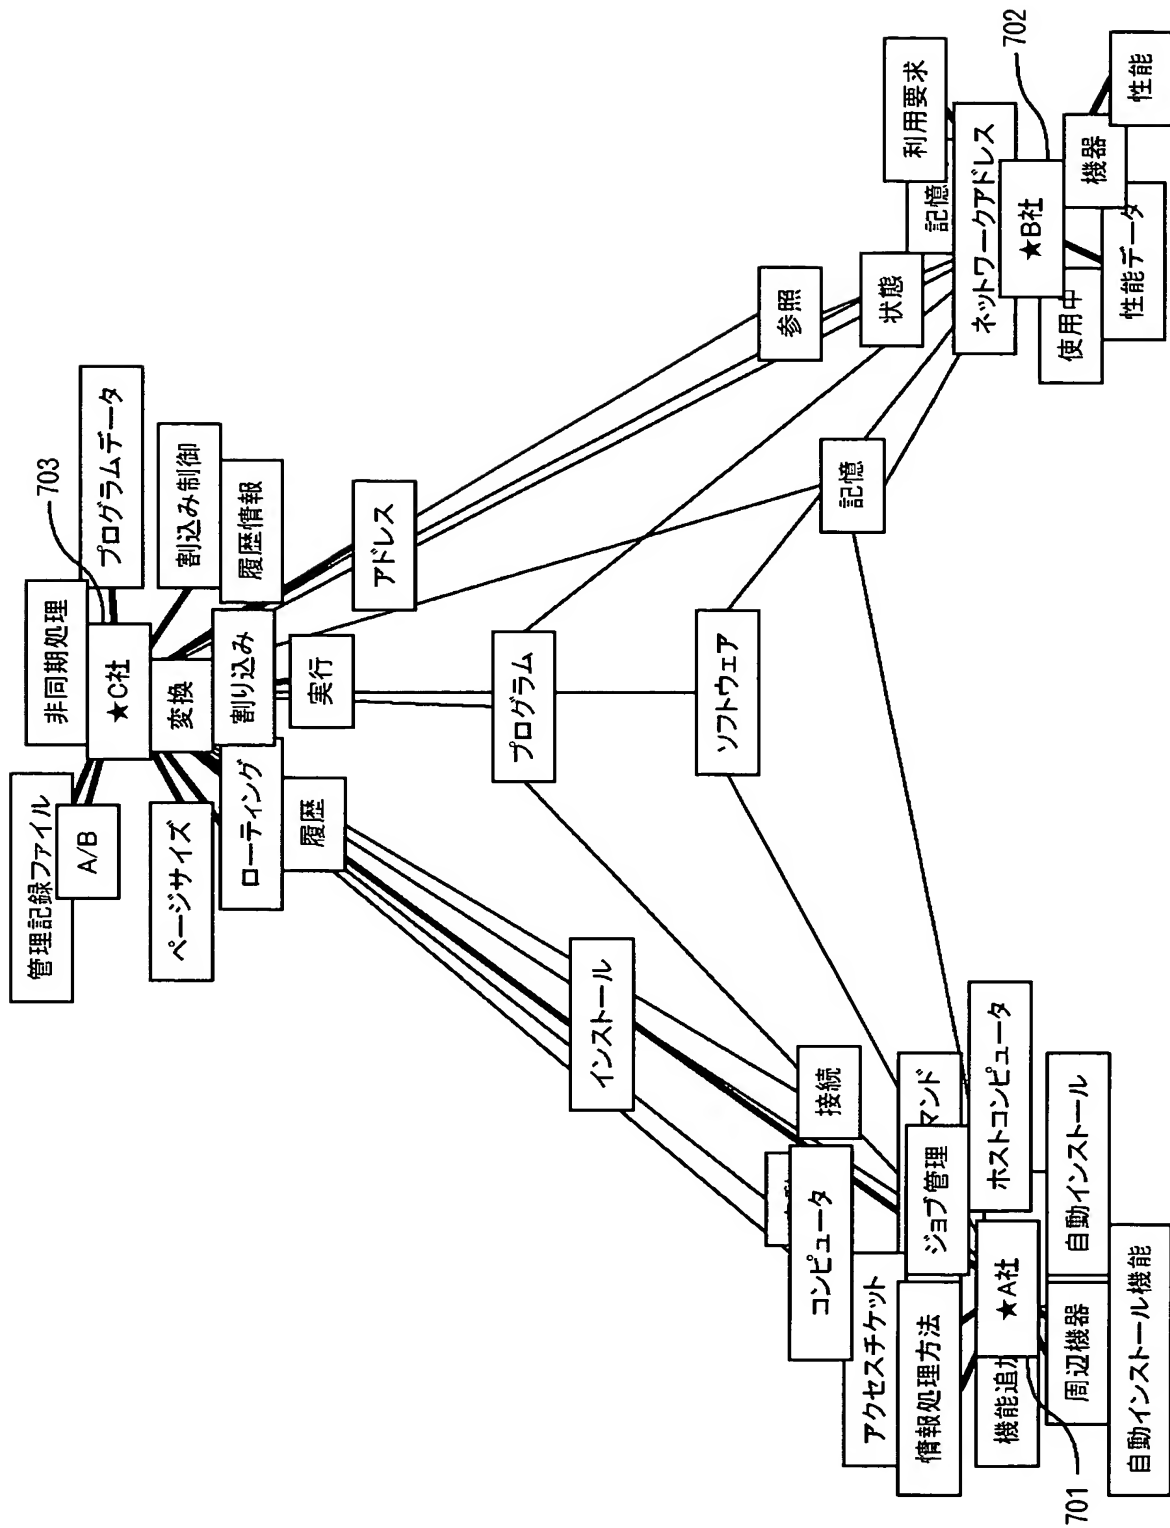 管理記録ファイル
A/B
非同期処理
★C社
703
プログラムデータ
変換
割込み制御
ページサイズ
ローティング
割り込み
履歴情報
履歴
実行
アドレス
インストール
プログラム
ソフトウェア
参照
記憶
状態
利用要求
記憶
ネットワークアドレス
★B社
702
使用中
機器
性能データ
性能
接続
コンピュータ
アクセスチケット
マンド
ジョブ管理
情報処理方法
ホストコンピュータ
★A社
機能追加
周辺機器
自動インストール
自動インストール機能
701